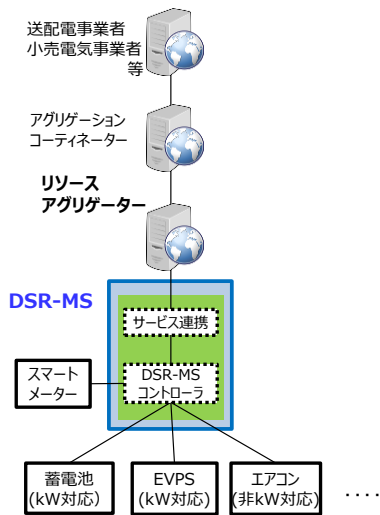 送配電事業者
小売電気事業者
等
アグリゲーション
コーティネーター
リソース
アグリゲーター
DSR-MS
サービス連携
スマート
メーター
DSR-MS
コントローラ
蓄電池
(kW対応)
EVPS
(kW対応)
エアコン
(非kW対応)
....